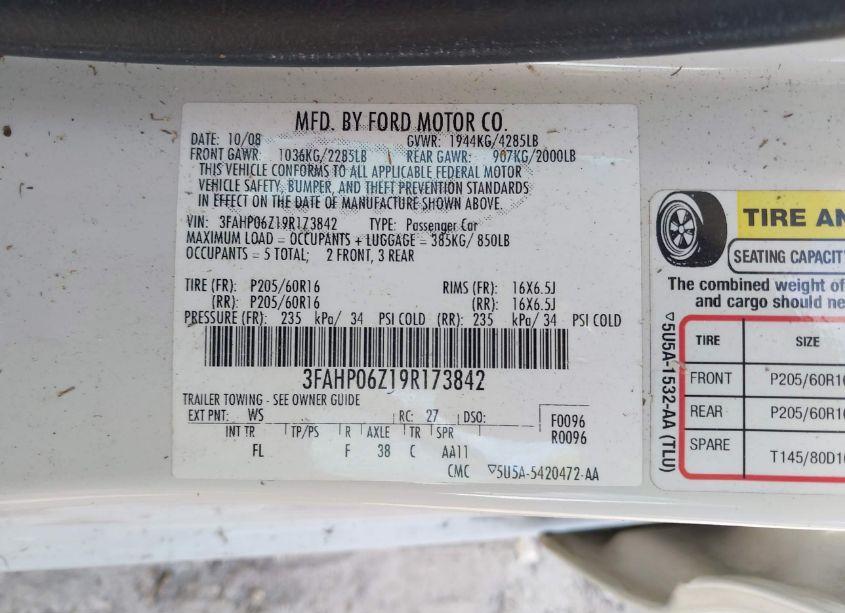 MFD. BY FORD MOTOR CO.
DATE: 10/08 GVWR: 1944KG/4285LB
FRONT GAWR: 1036KG/2285LB REAR GAWR: 907KG/2000LB
THIS VEHICLE CONFORMS TO ALL APPLICABLE FEDERAL MOTOR
VEHICLE SAFETY, BUMPER, AND THEFT PREVENTION STANDARDS
IN EFFECT ON THE DATE OF MANUFACTURE SHOWN ABOVE.
VIN: 3FAHP06Z19R173842 TYPE: Passenger Car
MAXIMUM LOAD = OCCUPANTS + LUGGAGE = 385KG/ 850LB
OCCUPANTS = 5 TOTAL; 2 FRONT, 3 REAR
TIRE (FR): P205/60R16 RIMS (FR): 16X6.5J
(RR): P205/60R16 (RR): 16X6.5J
PRESSURE (FR): 235 kPa/ 34 PSI COLD (RR): 235 kPa/ 34 PSI COLD
3FAHP06Z19R173842
TRAILER TOWING - SEE OWNER GUIDE
EXT PNT: WS RC: 27 DSO: F0096
R0096
INT TR TP/PS R AXLE TR SPR
FL F 38 C AA11
CMC ▽5U5A-5420472-AA
TIRE AN
SEATING CAPACITY
The combined weight of
and cargo should ne
▽5U5A-1532-AA (TLU)
TIRE SIZE
FRONT P205/60R16
REAR P205/60R16
SPARE T145/80D16